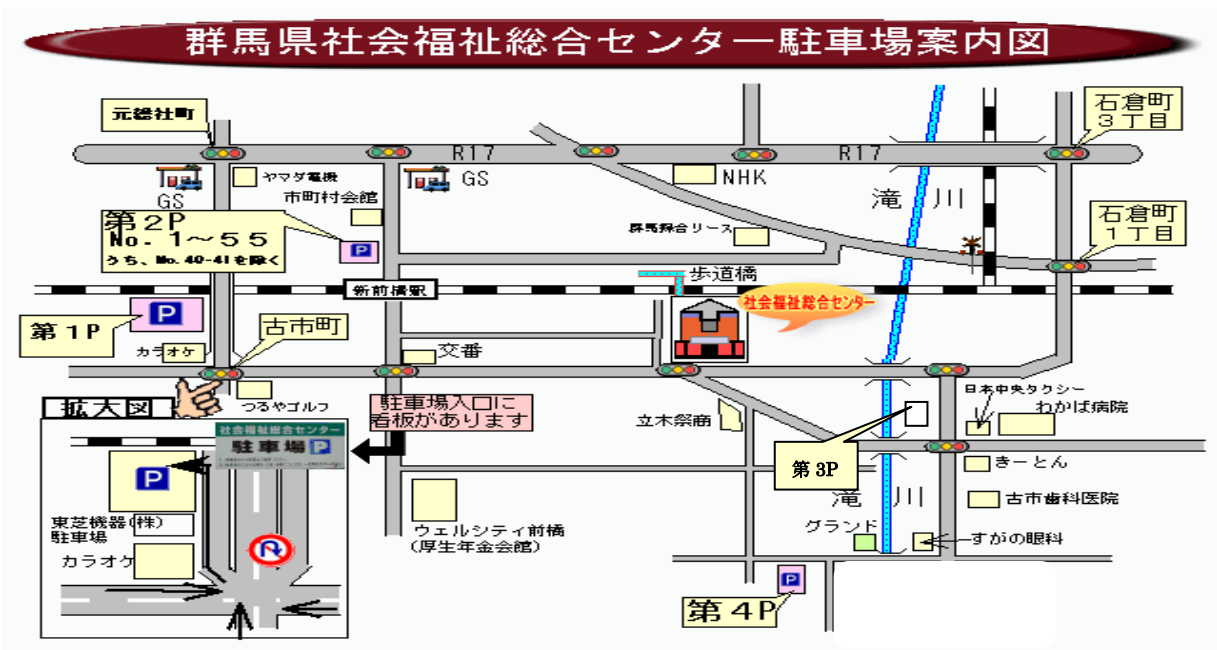 群馬県社会福祉総合センター駐車場案内図
元総社町
石倉町
3丁目
R17
R17
GS
ヤマダ電機
市町村会館
GS
NHK
滝 川
第2P
No. 1～55
うち、No. 40-41を除く
P
群馬綜合リース
石倉町
1丁目
歩道橋
新前橋駅
社会福祉総合センター
P
第1P
カラオケ
古市町
交番
つるやゴルフ
駐車場入口に
看板があります
立木祭商
日本中央タクシー
わかば病院
第3P
きーとん
古市歯科医院
滝 川
グランド
すがの眼科
ウェルシティ前橋
(厚生年金会館)
P
第4P
拡大図
社会福祉総合センター
駐車場 P
P
東芝機器(株)
駐車場
カラオケ